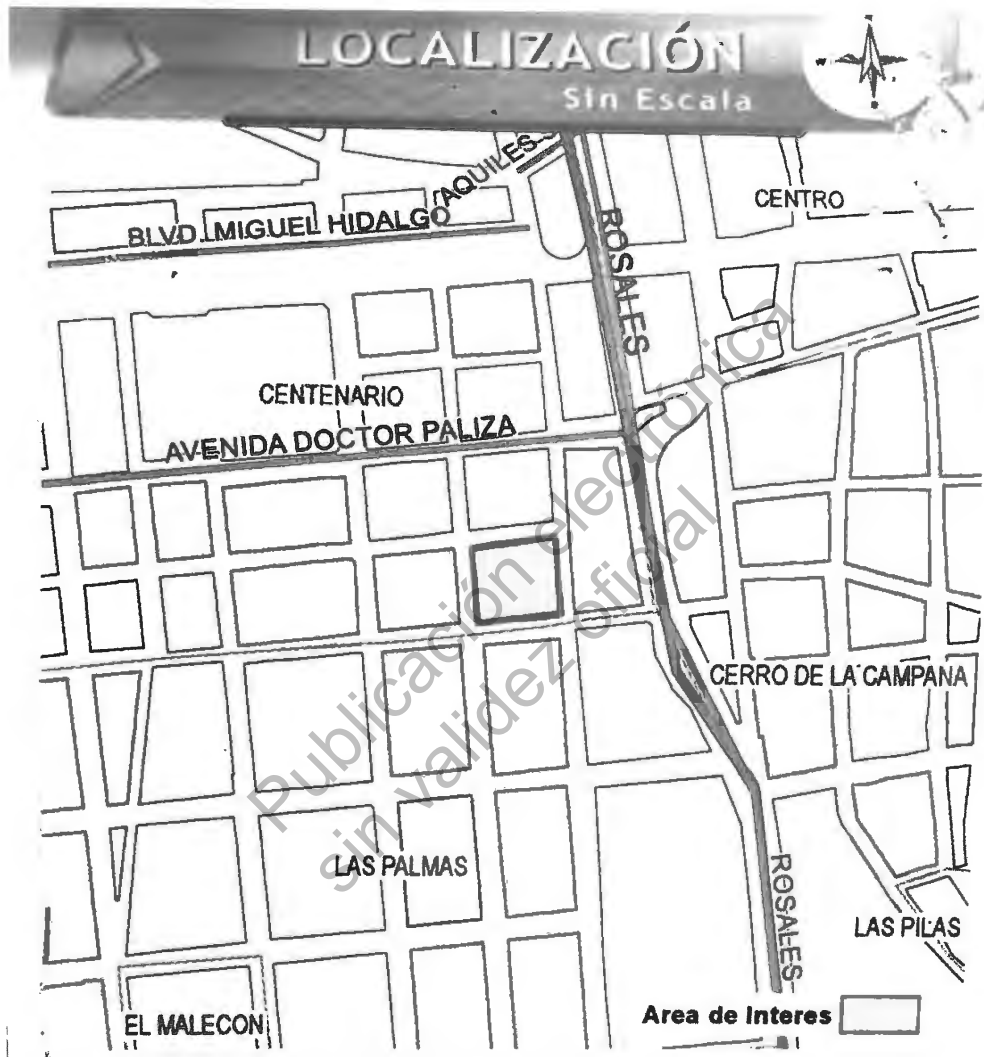 LOCALIZACIÓN
Sin Escala
CENTRO
BLVD. MIGUEL HIDALGO
ROSALES
CENTENARIO
AVENIDA DOCTOR PALIZA
CERRO DE LA CAMPANA
LAS PALMAS
ROSALES
LAS PILAS
EL MALECON
Area de Interes
Publicación electrónica
sin validez oficial